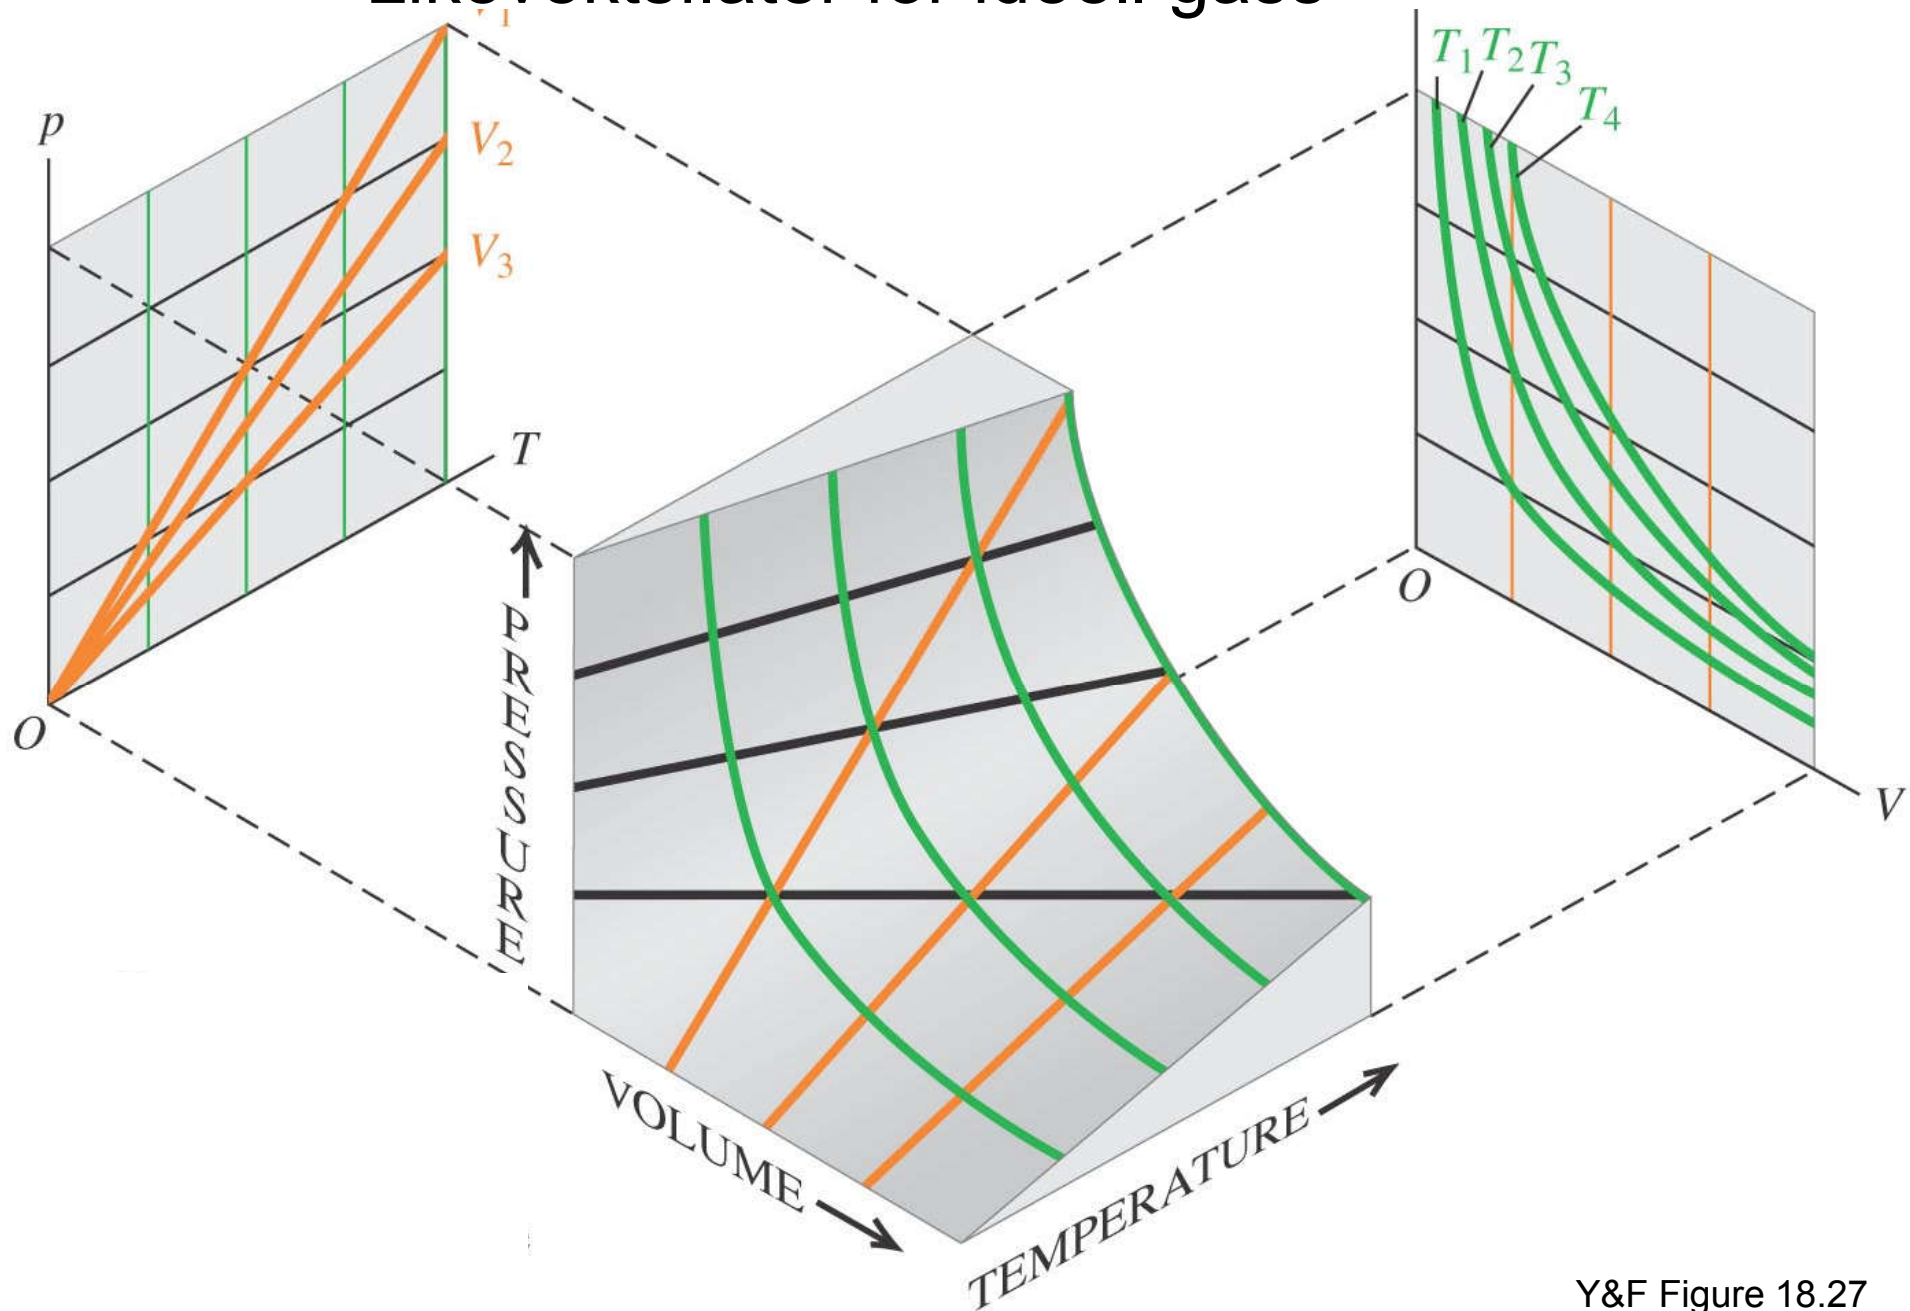 p
V2
V3
T
O
PRESSURE
VOLUME
TEMPERATURE
T1 T2 T3
T4
O
V
Y&F Figure 18.27